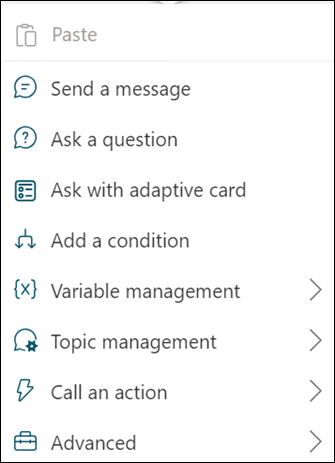 Paste
Send a message
Ask a question
Ask with adaptive card
Add a condition
{x} Variable management
Topic management
Call an action
Advanced